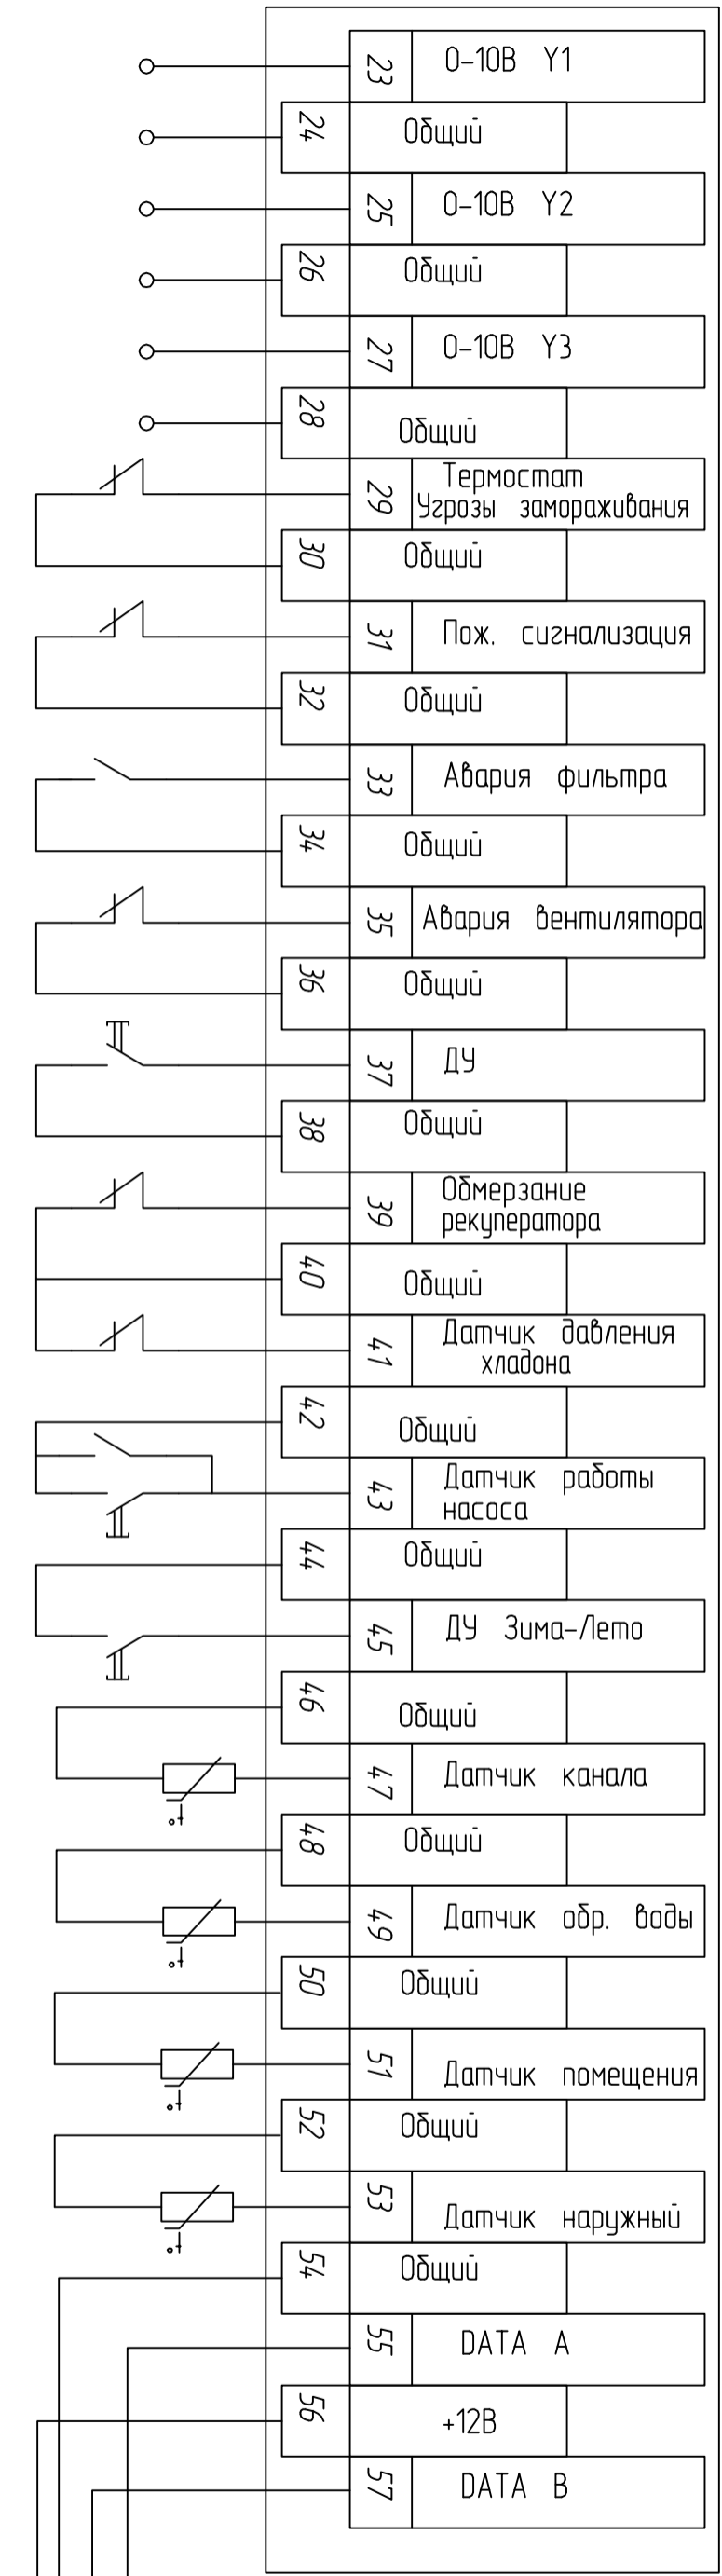 23 0-10В Y1
24 Общий
25 0-10В Y2
26 Общий
27 0-10В Y3
28 Общий
29 Термостат
Угрозы замораживания
30 Общий
31 Пож. сигнализация
32 Общий
33 Авария фильтра
34 Общий
35 Авария вентилятора
36 Общий
37 ДУ
38 Общий
39 Обмерзание
рекуператора
40 Общий
41 Датчик давления
хладона
42 Общий
43 Датчик работы
насоса
44 Общий
45 ДУ Зима-Лето
46 Общий
47 Датчик канала
t°
48 Общий
49 Датчик обр. воды
t°
50 Общий
51 Датчик помещения
t°
52 Общий
53 Датчик наружный
t°
54 Общий
55 DATA A
56 +12В
57 DATA B